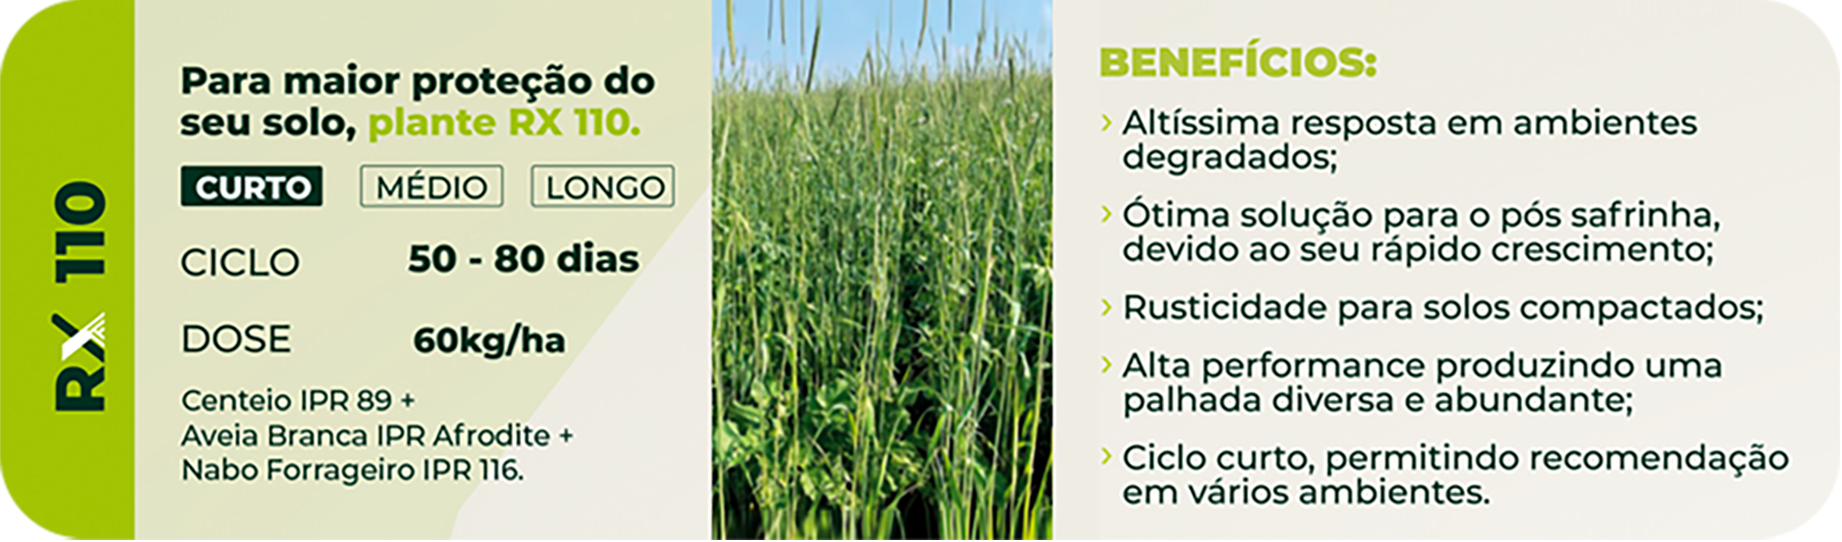 RX 110
Para maior proteção do
seu solo, plante RX 110.
CURTO MÉDIO LONGO
CICLO 50 - 80 dias
DOSE 60kg/ha
Centeio IPR 89 +
Aveia Branca IPR Afrodite +
Nabo Forrageiro IPR 116.
BENEFÍCIOS:
› Altíssima resposta em ambientes
degradados;
› Ótima solução para o pós safrinha,
devido ao seu rápido crescimento;
› Rusticidade para solos compactados;
› Alta performance produzindo uma
palhada diversa e abundante;
› Ciclo curto, permitindo recomendação
em vários ambientes.